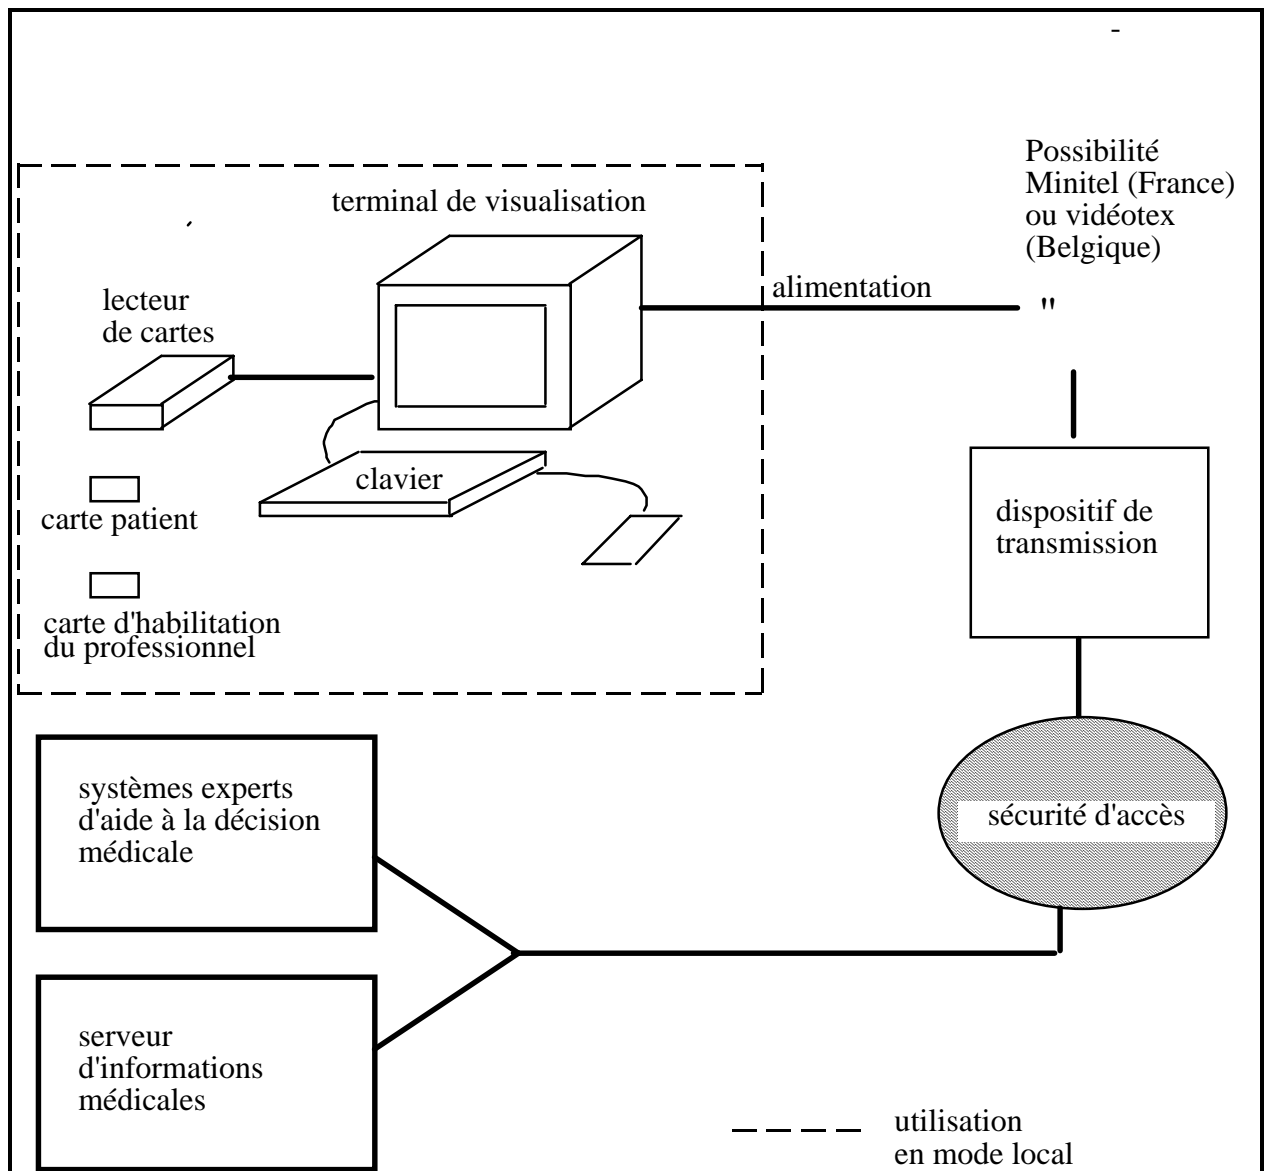 Possibilité
Minitel (France)
ou vidéotex
(Belgique)
terminal de visualisation
alimentation
"
lecteur
de cartes
clavier
carte patient
carte d'habilitation
du professionnel
dispositif de
transmission
sécurité d'accès
systèmes experts
d'aide à la décision
médicale
serveur
d'informations
médicales
utilisation
en mode local